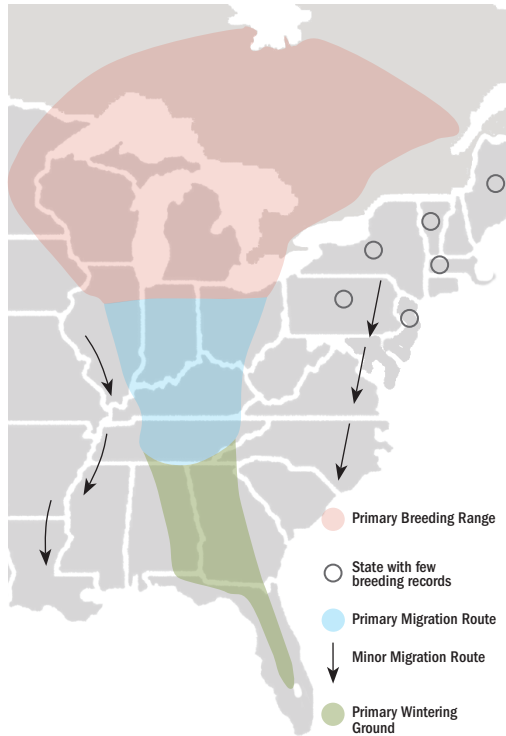 Primary Breeding Range
State with few
breeding records
Primary Migration Route
Minor Migration Route
Primary Wintering
Ground